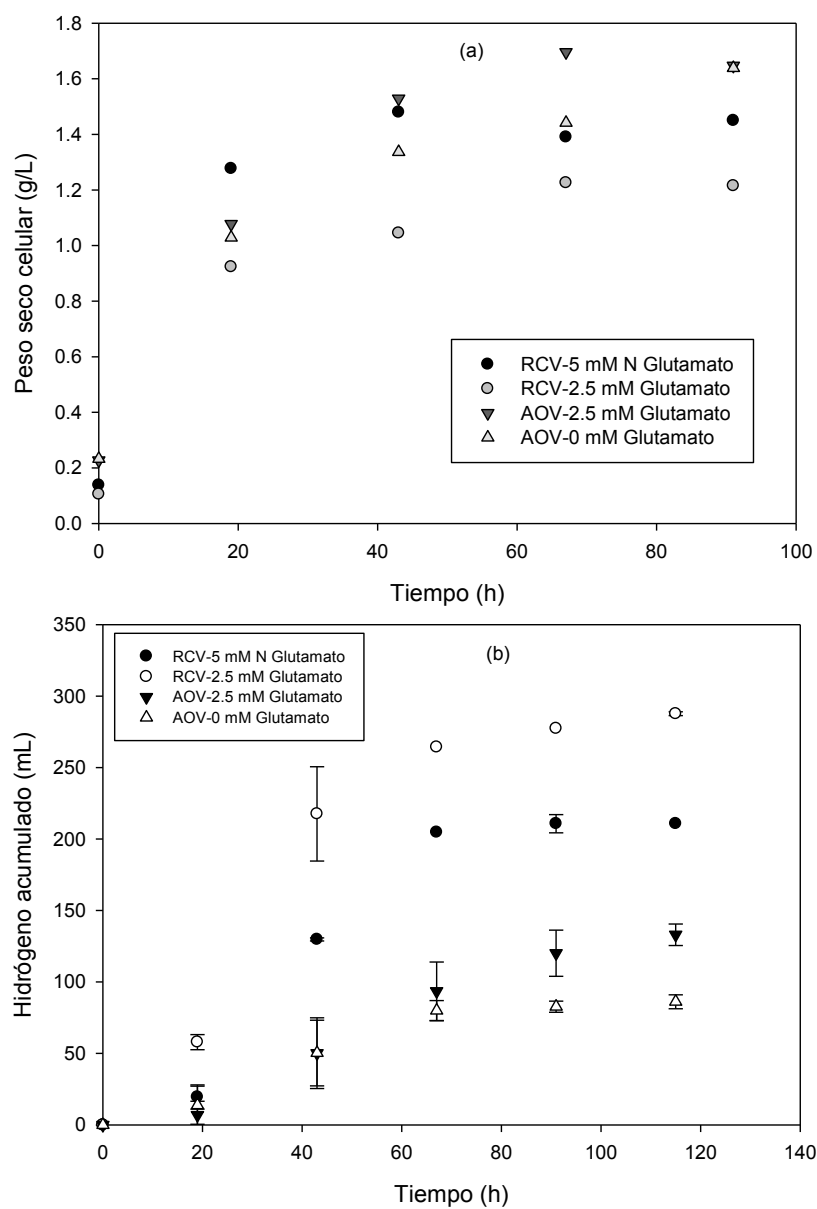 1.8
(a)
1.6
1.4
1.2
1.0
0.8
0.6
0.4
0.2
0.0
Peso seco celular (g/L)
RCV-5 mM N Glutamato
RCV-2.5 mM Glutamato
AOV-2.5 mM Glutamato
AOV-0 mM Glutamato
0 20 40 60 80 100
Tiempo (h)
350
300
250
200
150
100
50
0
Hidrógeno acumulado (mL)
(b)
RCV-5 mM N Glutamato
RCV-2.5 mM Glutamato
AOV-2.5 mM Glutamato
AOV-0 mM Glutamato
0 20 40 60 80 100 120 140
Tiempo (h)